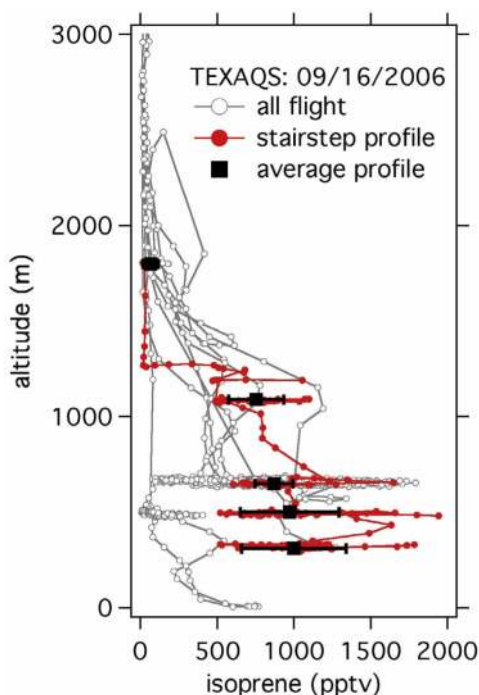 3000
TEXAQS: 09/16/2006
all flight
stairstep profile
average profile
2000
altitude (m)
1000
0
0 500 1000 1500 2000
isoprene (pptv)